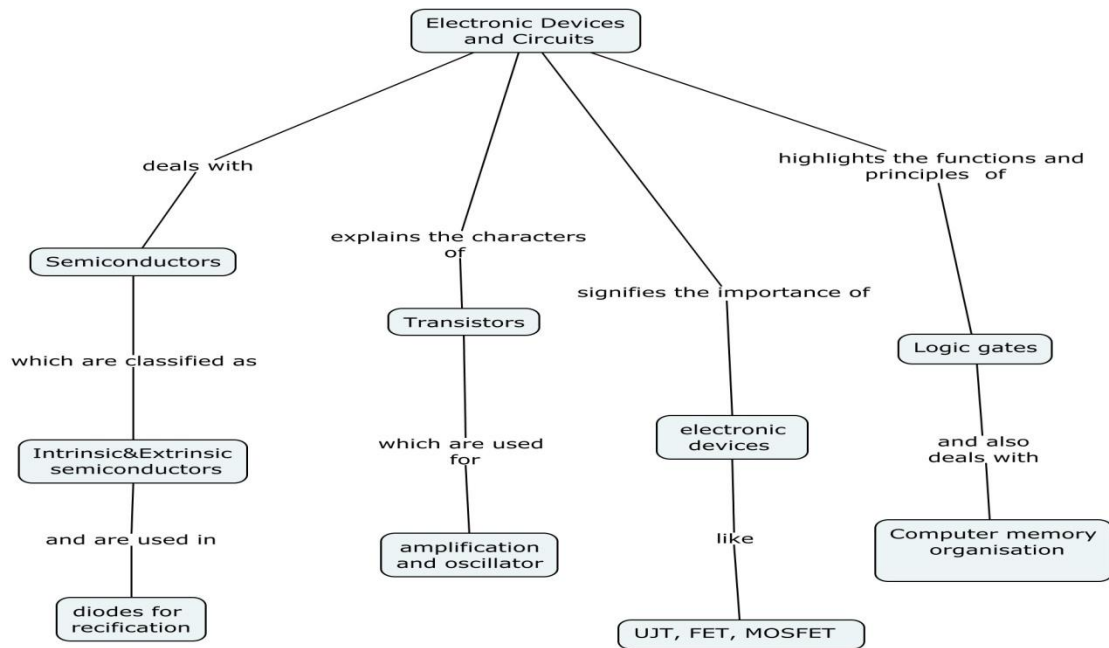 Electronic Devices
and Circuits
deals with
highlights the functions and
principles of
explains the characters
of
Semiconductors
signifies the importance of
Transistors
Logic gates
which are classified as
electronic
devices
which are used
for
and also
deals with
Intrinsic&Extrinsic
semiconductors
Computer memory
organisation
and are used in
like
amplification
and oscillator
diodes for
recification
UJT, FET, MOSFET